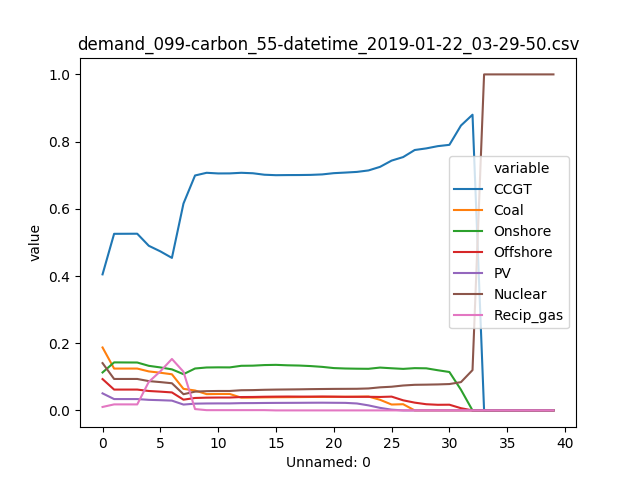 demand_099-carbon_55-datetime_2019-01-22_03-29-50.csv
1.0
0.8
0.6
0.4
0.2
0.0
value
variable
CCGT
Coal
Onshore
Offshore
PV
Nuclear
Recip_gas
0 5 10 15 20 25 30 35 40
Unnamed: 0